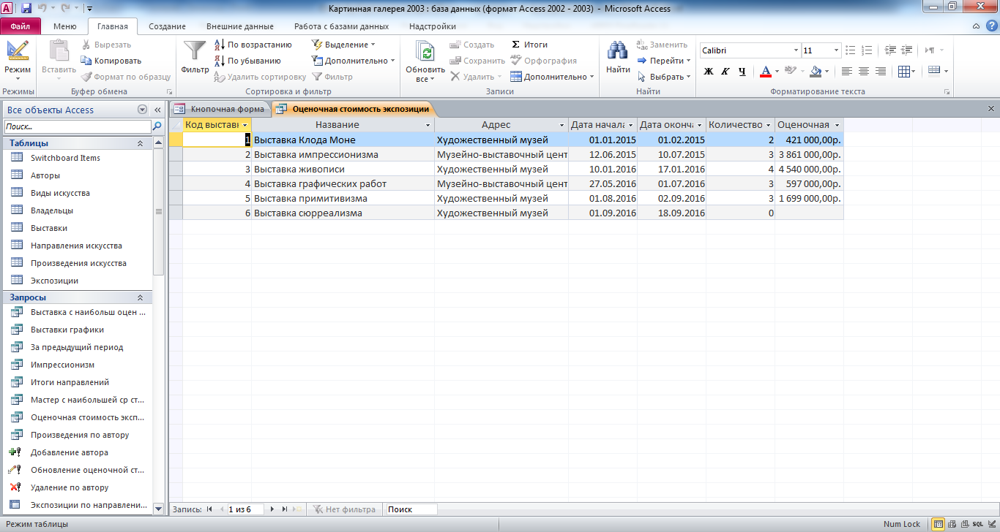 Картинная галерея 2003 : база данных (формат Access 2002 - 2003) - Microsoft Access
Файл Меню Главная Создание Внешние данные Работа с базами данных Надстройки
Режим
Режимы
Вставить
Вырезать
Копировать
Формат по образцу
Буфер обмена
Фильтр
По возрастанию
По убыванию
Удалить сортировку
Выделение
Дополнительно
Фильтр
Сортировка и фильтр
Обновить
все
Создать
Сохранить
Удалить
Σ Итоги
Орфография
Дополнительно
Записи
Найти
Заменить
Перейти
Выбрать
Найти
Calibri 11
Ж К Ч А
Форматирование текста
Все объекты Access
Поиск...
Таблицы
Switchboard Items
Авторы
Виды искусства
Владельцы
Выставки
Направления искусства
Произведения искусства
Экспозиции
Запросы
Выставка с наибольш оцен ...
Выставки графики
За предыдущий период
Импрессионизм
Итоги направлений
Мастер с наибольшей ср ст...
Оценочная стоимость эксп...
Произведения по автору
Добавление автора
Обновление оценочной ст...
Удаление по автору
Экспозиции по направлени...
Кнопочная форма Оценочная стоимость экспозиции
Код выставк Название Адрес Дата начала Дата оконча Количество Оценочная
1 Выставка Клода Моне Художественный музей 01.01.2015 01.02.2015 2 421 000,00р.
2 Выставка импрессионизма Музейно-выставочный цент 12.06.2015 10.07.2015 3 3 861 000,00р.
3 Выставка живописи Художественный музей 10.01.2016 17.01.2016 4 4 540 000,00р.
4 Выставка графических работ Музейно-выставочный цент 27.05.2016 01.07.2016 3 597 000,00р.
5 Выставка примитивизма Художественный музей 01.08.2016 02.09.2016 3 1 699 000,00р.
6 Выставка сюрреализма Художественный музей 01.09.2016 18.09.2016 0
Запись: 1 из 6 Нет фильтра Поиск
Режим таблицы
Num Lock SQL